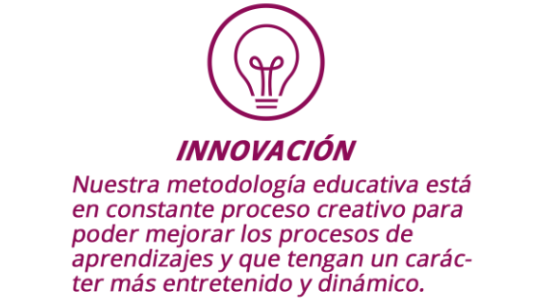 INNOVACIÓN
Nuestra metodología educativa está
en constante proceso creativo para
poder mejorar los procesos de
aprendizajes y que tengan un carác-
ter más entretenido y dinámico.